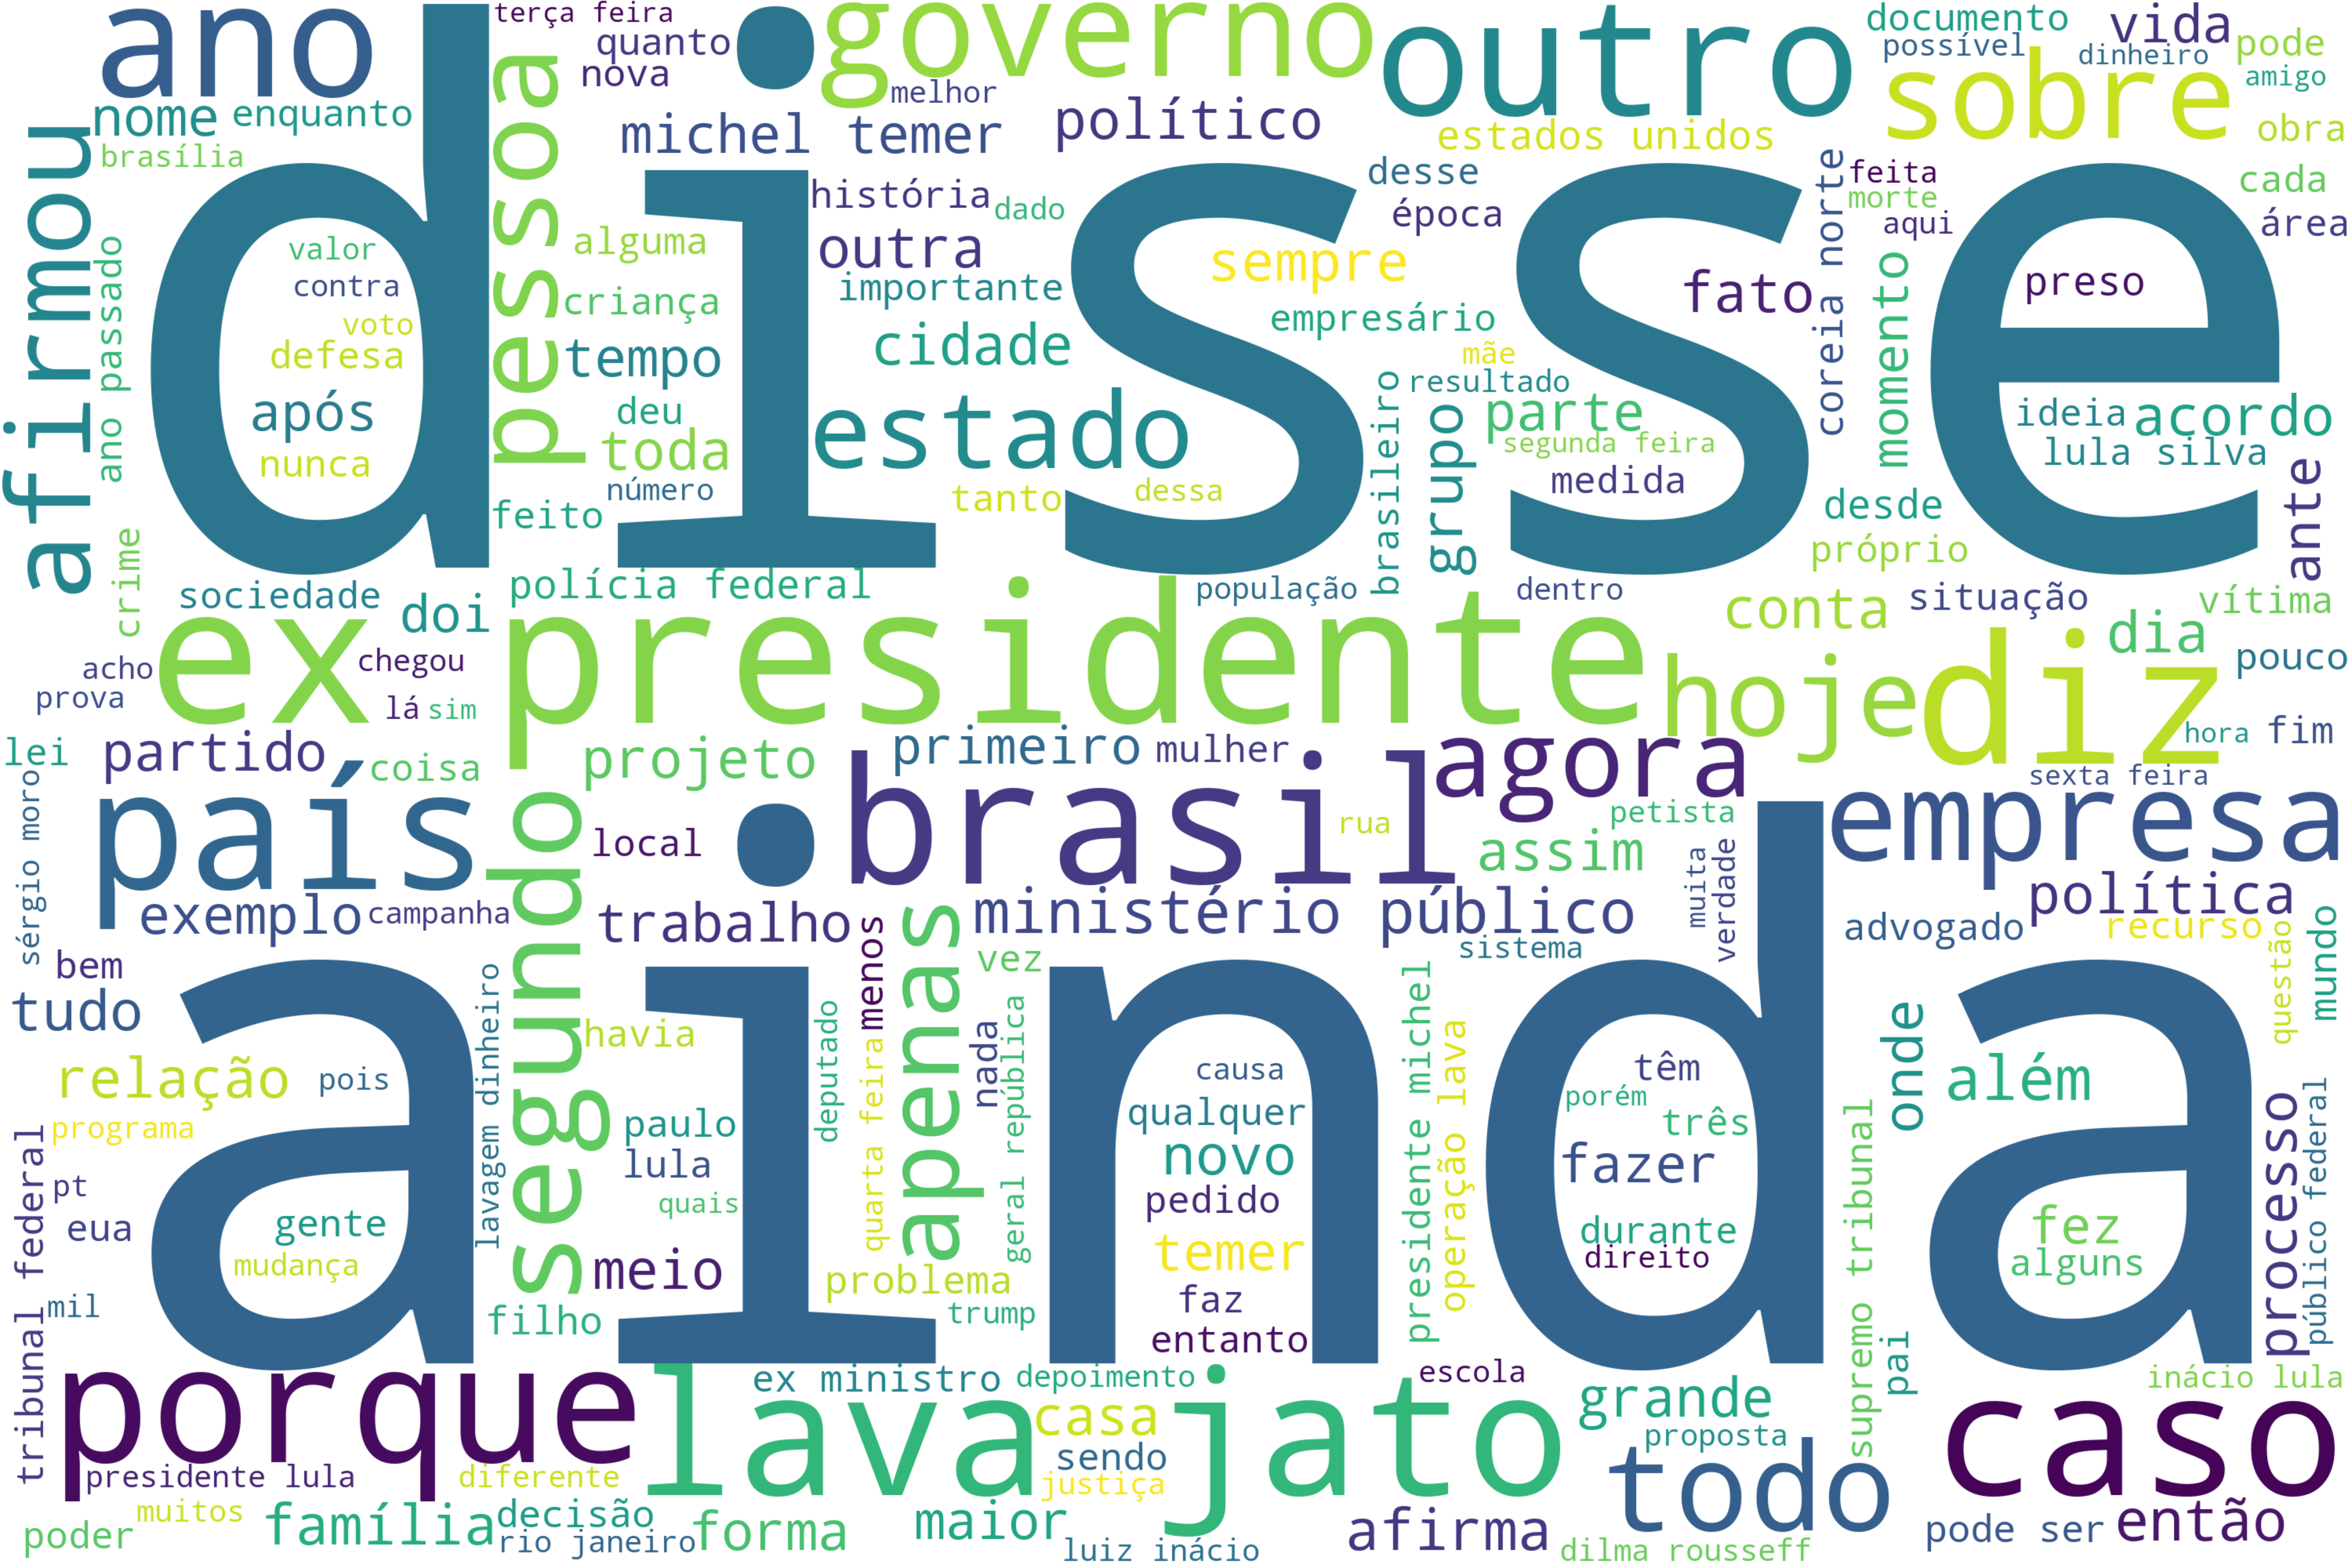 terça feira
ano
quanto
nova
governo
melhor
outro
documento
possível
vida
dinheiro
pode
amigo
sobre
nome
enquanto
brasília
pessoa
michel temer
político
estados unidos
obra
afirmou
disse
história
dado
desse
época
coreia norte
feita
morte
aqui
cada
área
valor
contra
voto
defesa
após
nunca
ano passado
alguma
criança
tempo
deu
toda
número
feito
outra
importante
cidade
estado
tanto
dessa
sempre
empresário
mãe
resultado
brasileiro
grupo
parte
segunda feira
medida
fato
momento
preso
ideia
acordo
lula silva
ante
desde
próprio
crime
sociedade
doi
polícia federal
população
dentro
conta
situação
vítima
dia
pouco
acho
prova
chegou
lá
sim
ex presidente
hoje
diz
hora
fim
lei
partido
coisa
projeto
primeiro
mulher
agora
sexta feira
sérgio moro
país
segundo
local
brasil
rua
petista
assim
muita
verdade
empresa
exemplo
campanha
trabalho
ministério público
sistema
advogado
política
recurso
questão
mundo
bem
tudo
menos
apenas
vez
nada
geral república
ainda
relação
pois
programa
lavagem dinheiro
havia
deputado
quarta feira
causa
qualquer
novo
pedido
temer
faz
entanto
presidente michel
operação lava
têm
porém
três
fazer
durante
direito
supremo tribunal
onde
além
processo
público federal
tribunal federal
pt
eua
gente
mudança
mil
paulo
lula
quais
meio
filho
problema
trump
fez
alguns
pai
inácio lula
porque
lava jato
ex ministro
depoimento
escola
casa
sendo
justiça
grande
proposta
todo
caso
presidente lula
diferente
muitos
poder
família
decisão
rio janeiro
forma
maior
luiz inácio
afirma
dilma rousseff
pode ser
então